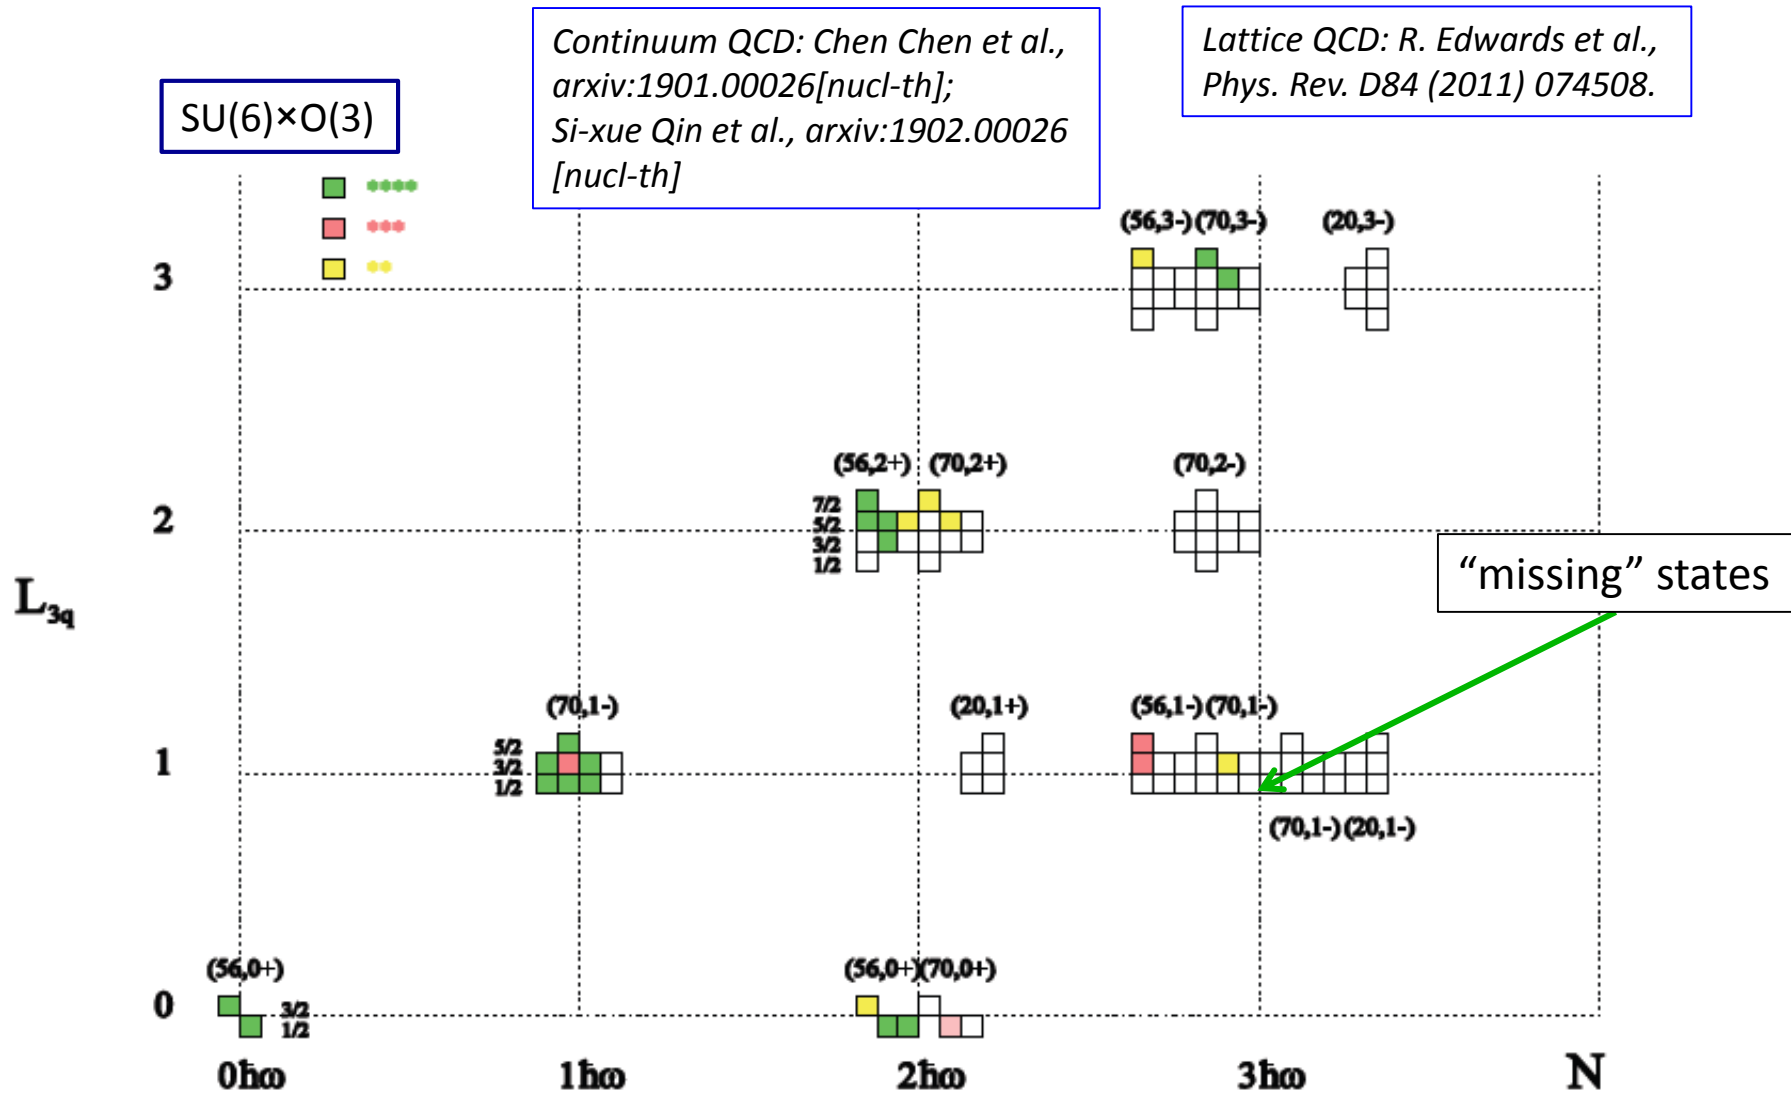 Continuum QCD: Chen Chen et al.,
arxiv:1901.00026[nucl-th];
Si-xue Qin et al., arxiv:1902.00026
[nucl-th]
Lattice QCD: R. Edwards et al.,
Phys. Rev. D84 (2011) 074508.
SU(6)×O(3)
****
***
**
(56,3-) (70,3-) (20,3-)
3
(56,2+) (70,2+) (70,2-)
7/2
5/2
3/2
1/2
2
"missing" states
L3q
(70,1-) (20,1+) (56,1-) (70,1-)
5/2
3/2
1/2
1
(70,1-) (20,1-)
(56,0+) (56,0+) (70,0+)
0
3/2
1/2
0ħω 1ħω 2ħω 3ħω N